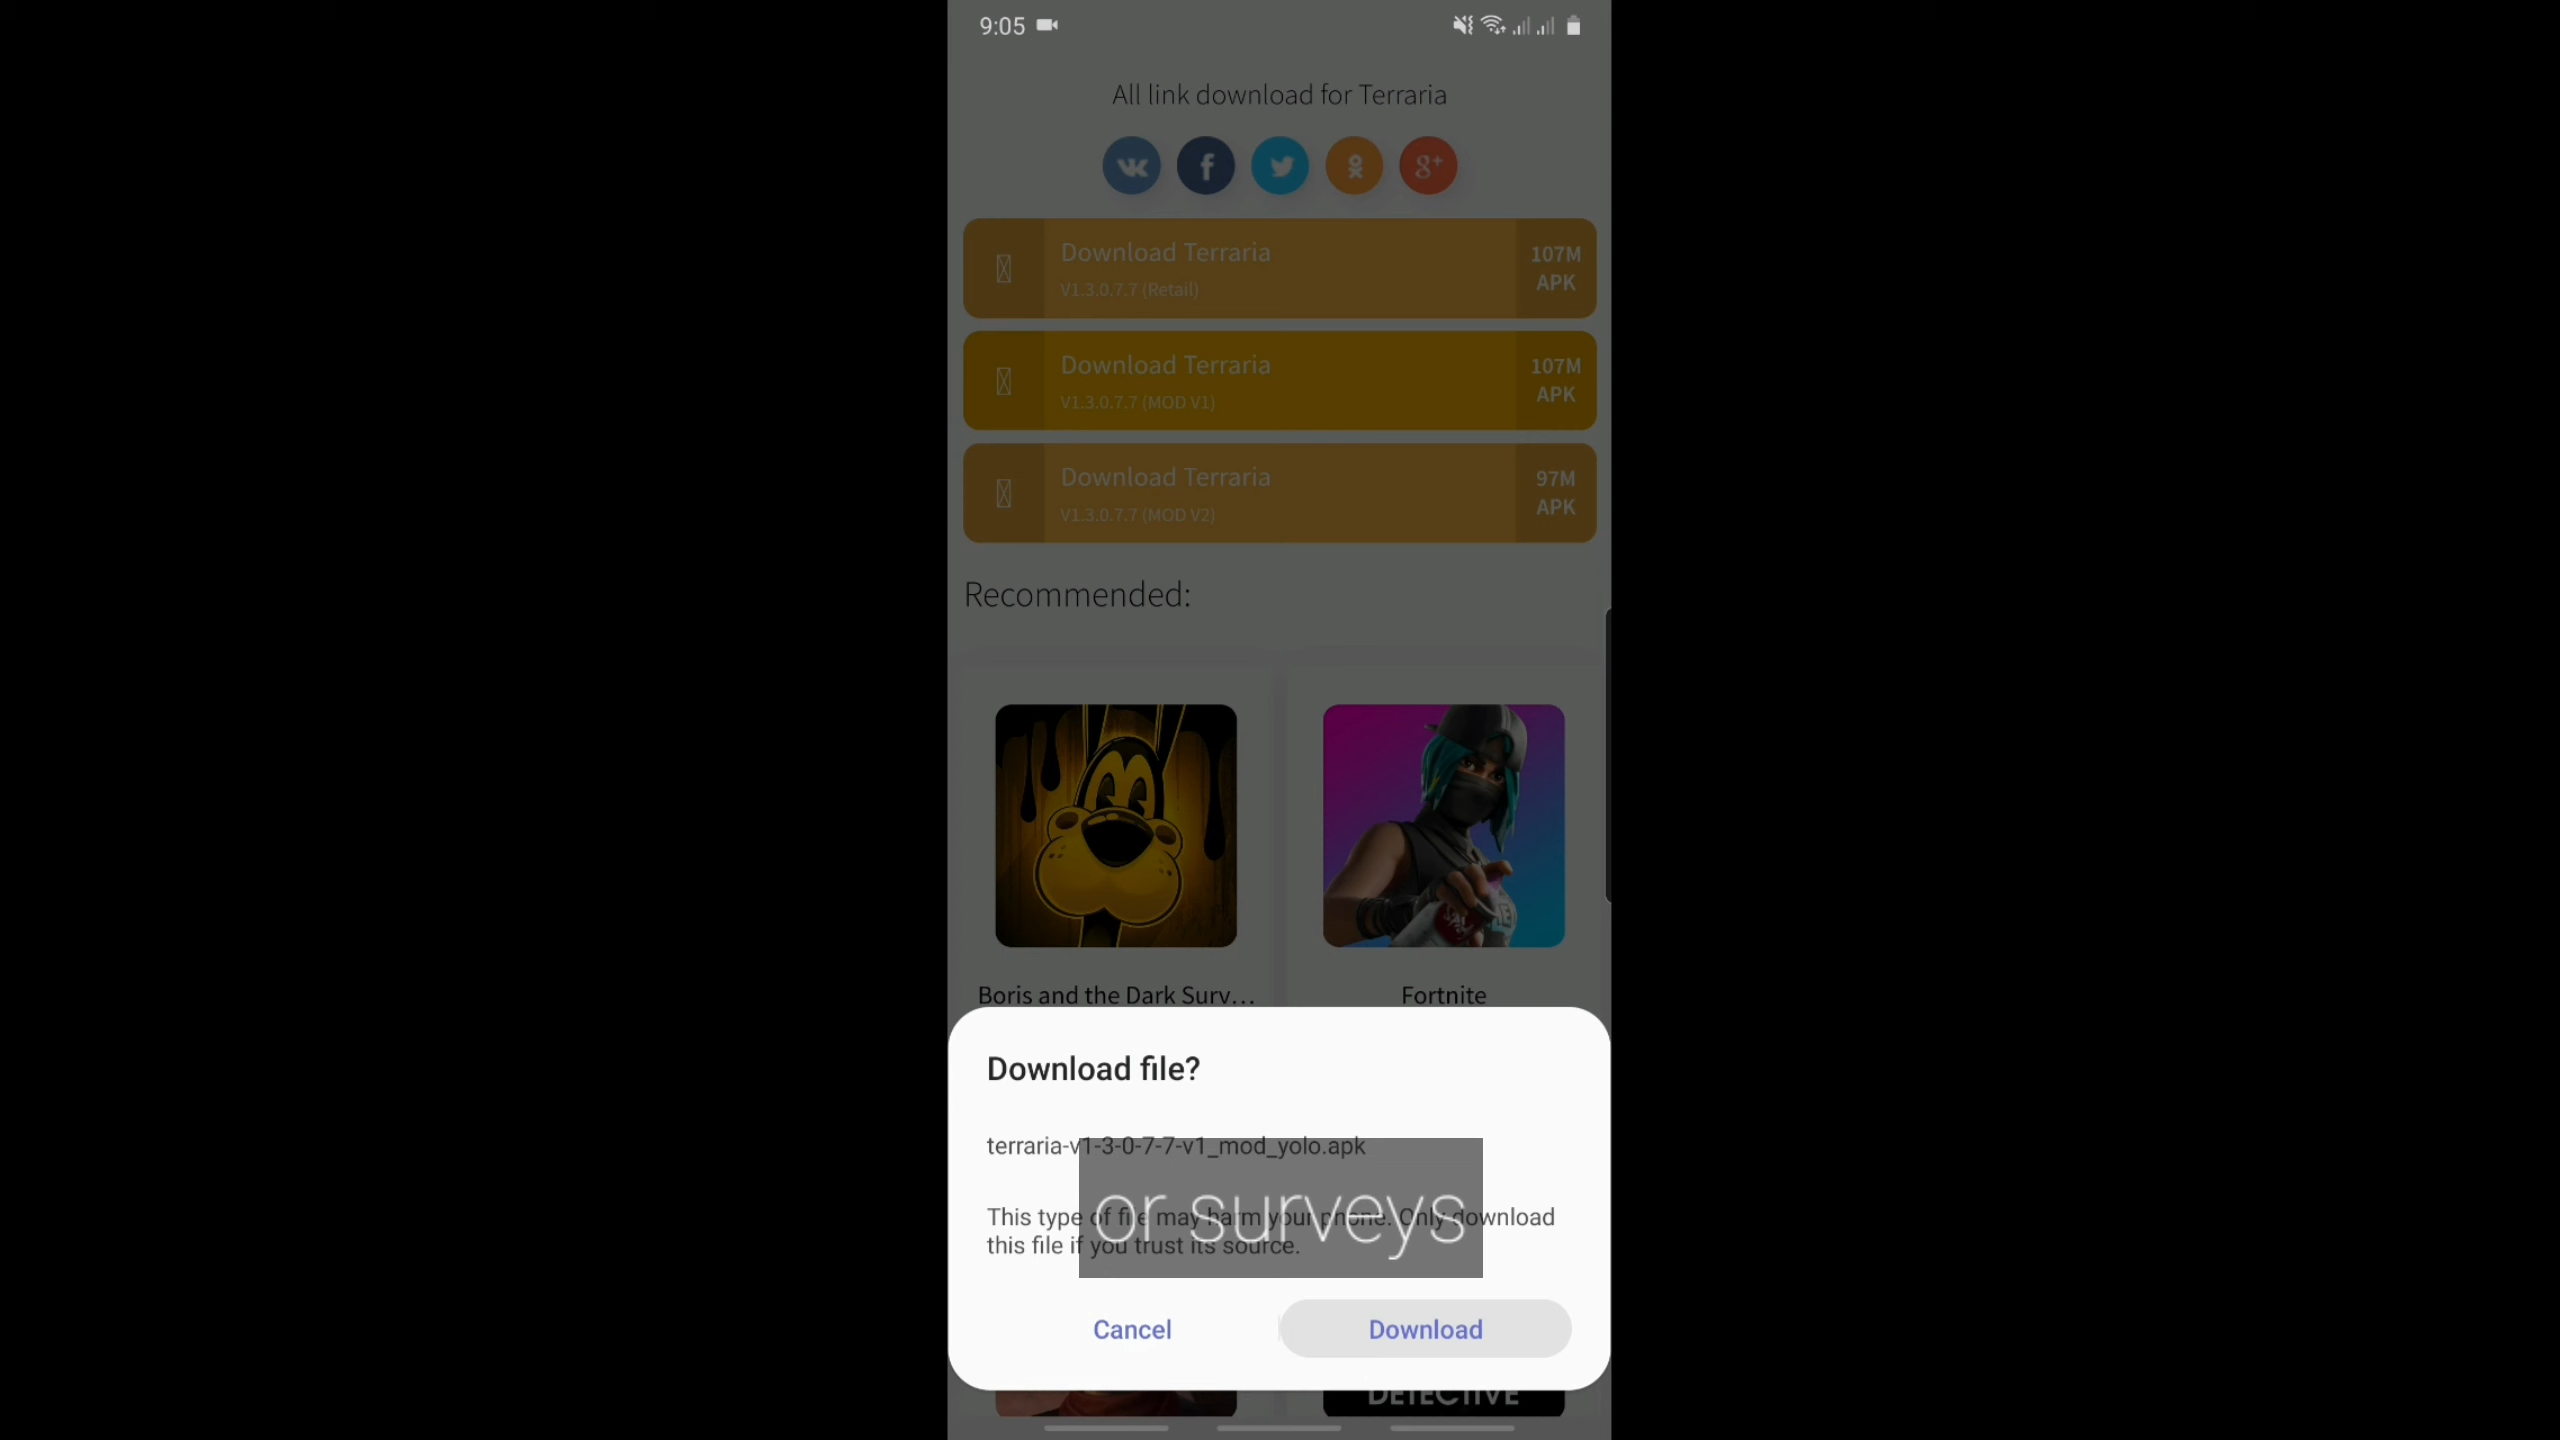 9:05
All link download for Terraria
Download Terraria
V1.3.0.7.7 (Retail)
107M
APK
Download Terraria
V1.3.0.7.7 (MOD V1)
107M
APK
Download Terraria
V1.3.0.7.7 (MOD V2)
97M
APK
Recommended:
Boris and the Dark Surv...
Fortnite
Download file?
terraria-v1-3-0-7-7-v1_mod_yolo.apk
or surveys
This type of file may harm your phone. Only download
this file if you trust its source.
Cancel
Download
DETECTIVE